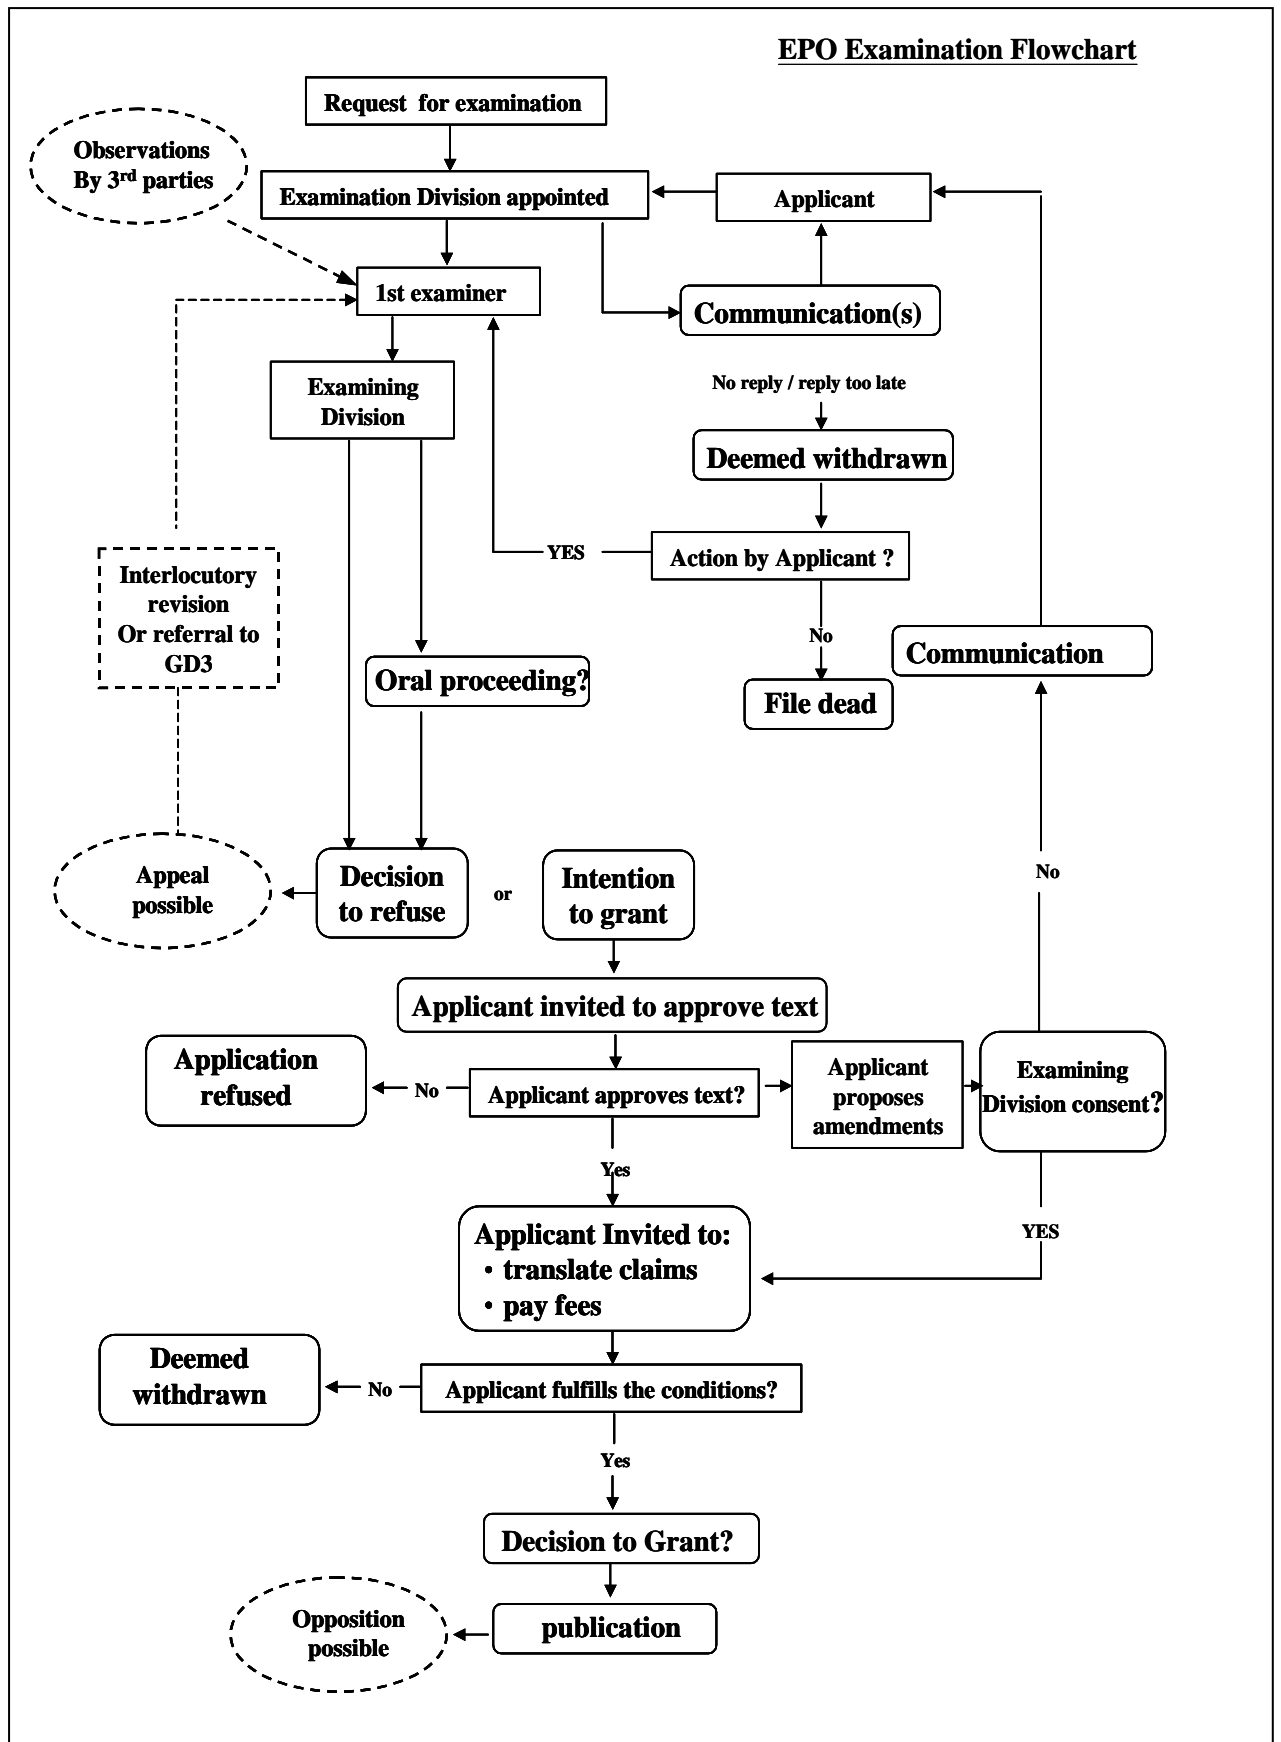 EPO Examination Flowchart
Request for examination
Observations
By 3rd parties
Examination Division appointed
Applicant
1st examiner
Communication(s)
Examining
Division
No reply / reply too late
Deemed withdrawn
YES
Action by Applicant ?
Interlocutory
revision
Or referral to
GD3
No
Communication
Oral proceeding?
File dead
Appeal
possible
Decision
to refuse
or
Intention
to grant
No
Applicant invited to approve text
Application
refused
No
Applicant approves text?
Applicant
proposes
amendments
Examining
Division consent?
Yes
YES
Applicant Invited to:
• translate claims
• pay fees
Deemed
withdrawn
No
Applicant fulfills the conditions?
Yes
Decision to Grant?
publication
Opposition
possible